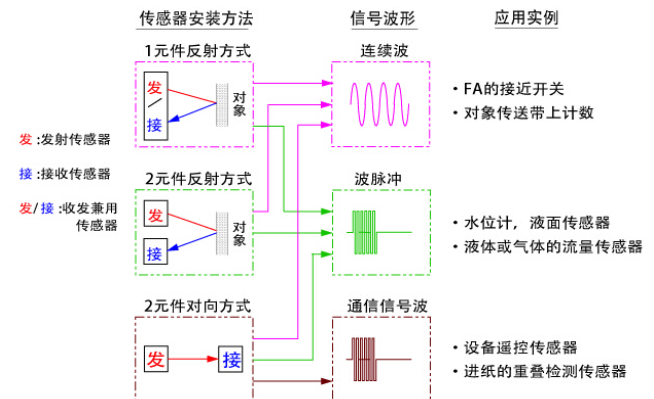 传感器安装方法
信号波形
应用实例
1元件反射方式
连续波
发/接
对象
・FA的接近开关
・对象传送带上计数
发:发射传感器
接:接收传感器
发/接:收发兼用
传感器
2元件反射方式
波脉冲
发
接
对象
・水位计，液面传感器
・液体或气体的流量传感器
2元件对向方式
通信信号波
发
接
・设备遥控传感器
・进纸的重叠检测传感器